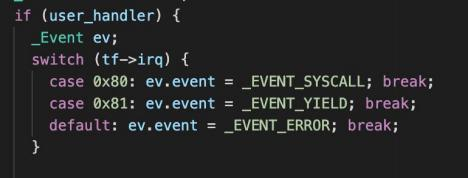 if (user_handler) {
_Event ev;
switch (tf->irq) {
case 0x80: ev.event = _EVENT_SYSCALL; break;
case 0x81: ev.event = _EVENT_YIELD; break;
default: ev.event = _EVENT_ERROR; break;
}